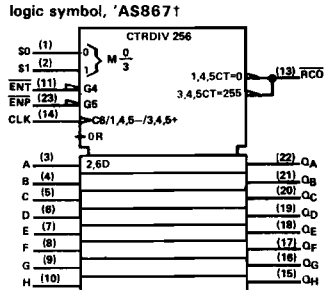 logic symbol, 'AS867†
CTRDIV 256
S0 (1) 0
S1 (2) 1
M 0/3
ENT (11) G4
ENP (23) G5
CLK (14) C6/1,4,5−/3,4,5+
0R
1,4,5CT=0 (13) RCO
3,4,5CT=255
A (3) 2,6D (22) QA
B (4) (21) QB
C (5) (20) QC
D (6) (19) QD
E (7) (18) QE
F (8) (17) QF
G (9) (16) QG
H (10) (15) QH